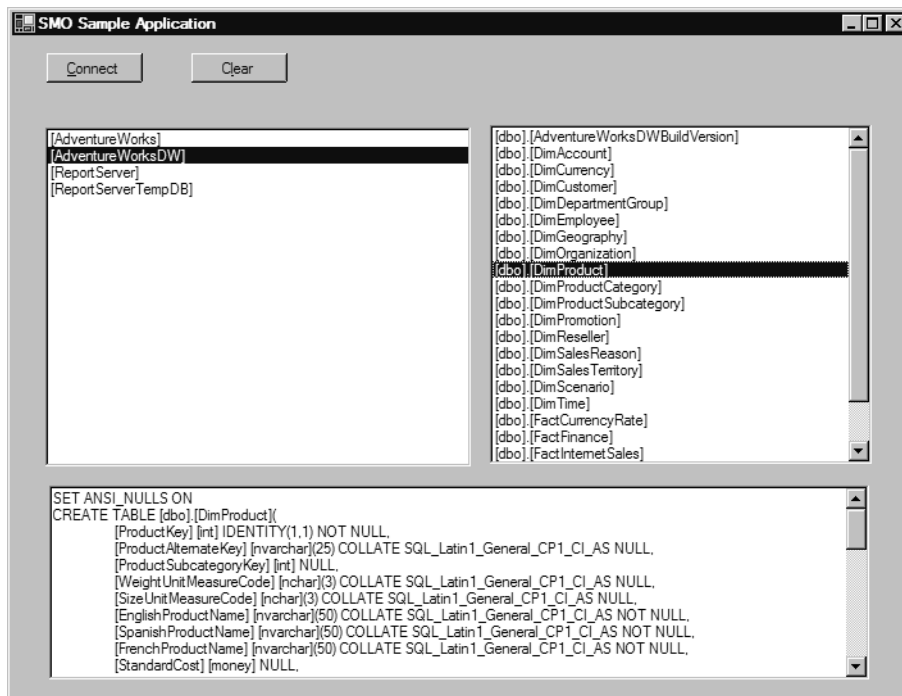 SMO Sample Application
Connect
Clear
[AdventureWorks]
[AdventureWorksDW]
[ReportServer]
[ReportServerTempDB]
[dbo].[AdventureWorksDWBuildVersion]
[dbo].[DimAccount]
[dbo].[DimCurrency]
[dbo].[DimCustomer]
[dbo].[DimDepartmentGroup]
[dbo].[DimEmployee]
[dbo].[DimGeography]
[dbo].[DimOrganization]
[dbo].[DimProduct]
[dbo].[DimProductCategory]
[dbo].[DimProductSubcategory]
[dbo].[DimPromotion]
[dbo].[DimReseller]
[dbo].[DimSalesReason]
[dbo].[DimSalesTerritory]
[dbo].[DimScenario]
[dbo].[DimTime]
[dbo].[FactCurrencyRate]
[dbo].[FactFinance]
[dbo].[FactInternetSales]
SET ANSI_NULLS ON
CREATE TABLE [dbo].[DimProduct](
[ProductKey] [int] IDENTITY(1,1) NOT NULL,
[ProductAlternateKey] [nvarchar](25) COLLATE SQL_Latin1_General_CP1_CI_AS NULL,
[ProductSubcategoryKey] [int] NULL,
[WeightUnitMeasureCode] [nchar](3) COLLATE SQL_Latin1_General_CP1_CI_AS NULL,
[SizeUnitMeasureCode] [nchar](3) COLLATE SQL_Latin1_General_CP1_CI_AS NULL,
[EnglishProductName] [nvarchar](50) COLLATE SQL_Latin1_General_CP1_CI_AS NOT NULL,
[SpanishProductName] [nvarchar](50) COLLATE SQL_Latin1_General_CP1_CI_AS NOT NULL,
[FrenchProductName] [nvarchar](50) COLLATE SQL_Latin1_General_CP1_CI_AS NOT NULL,
[StandardCost] [money] NULL,